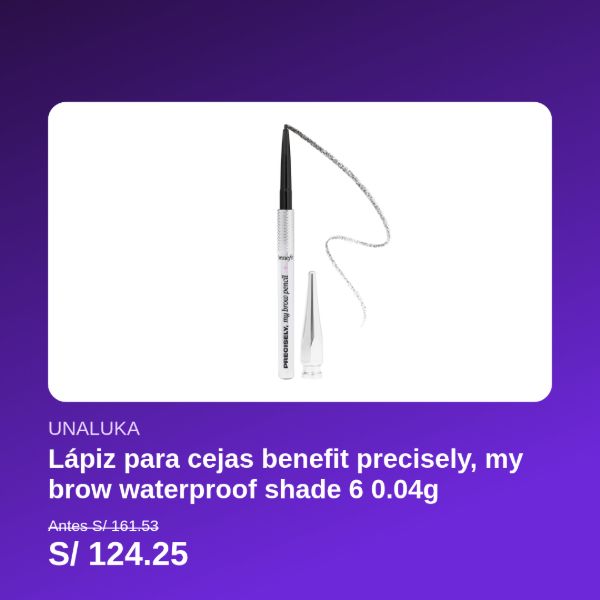 benefit
PRECISELY, my brow pencil
UNALUKA
Lápiz para cejas benefit precisely, my
brow waterproof shade 6 0.04g
Antes S/ 161.53
S/ 124.25